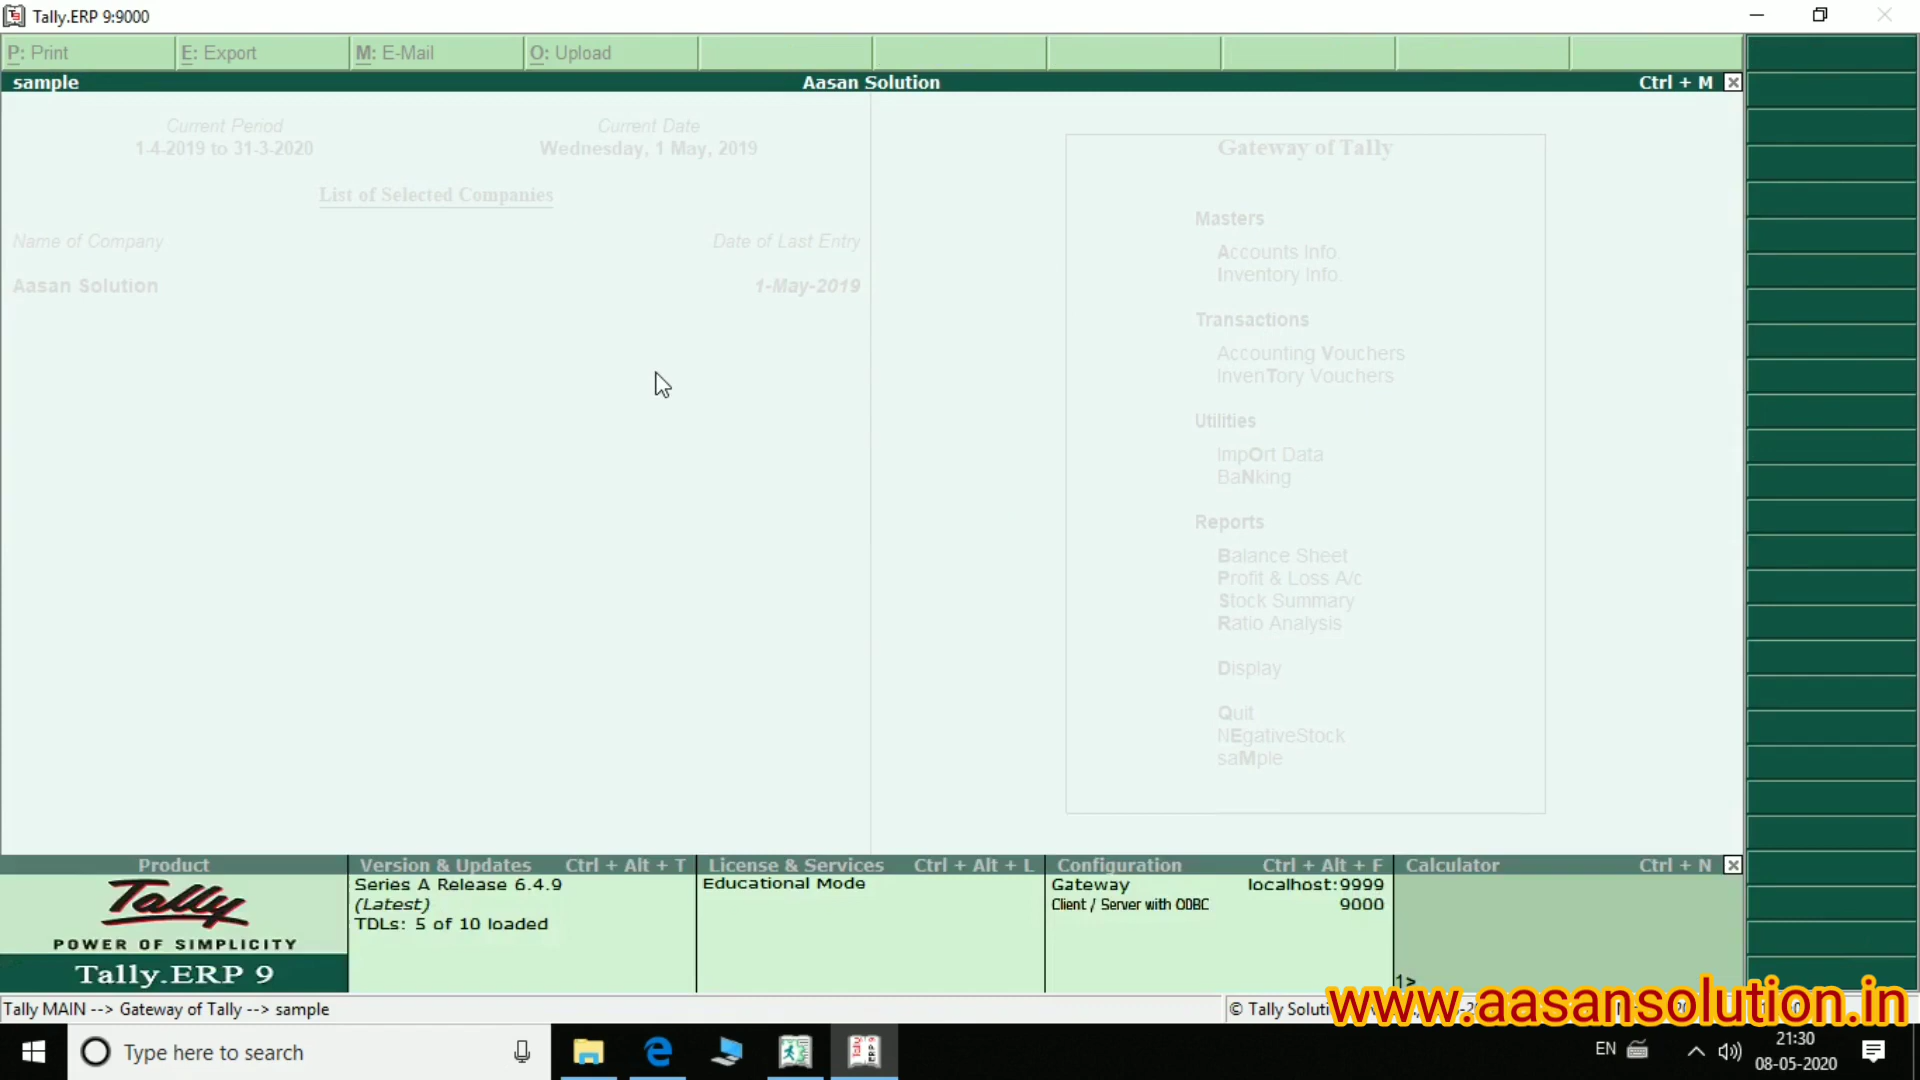 Tally.ERP 9:9000
P: Print E: Export M: E-Mail O: Upload
sample Aasan Solution Ctrl + M
Current Period Current Date
1-4-2019 to 31-3-2020 Wednesday, 1 May, 2019
List of Selected Companies
Name of Company Date of Last Entry
Aasan Solution 1-May-2019
Gateway of Tally
Masters
Accounts Info.
Inventory Info.
Transactions
Accounting Vouchers
InvenTory Vouchers
Utilities
ImpOrt Data
BaNking
Reports
Balance Sheet
Profit & Loss A/c
Stock Summary
Ratio Analysis
Display
Quit
NEgativeStock
saMple
Product
Tally
POWER OF SIMPLICITY
Tally.ERP 9
Version & Updates Ctrl + Alt + T
Series A Release 6.4.9
(Latest)
TDLs: 5 of 10 loaded
License & Services Ctrl + Alt + L
Educational Mode
Configuration Ctrl + Alt + F
Gateway localhost:9999
Client / Server with ODBC 9000
Calculator Ctrl + N
1>
www.aasansolution.in
Tally MAIN --> Gateway of Tally --> sample © Tally
Type here to search
Tally ERP 9
EN
21:30
08-05-2020